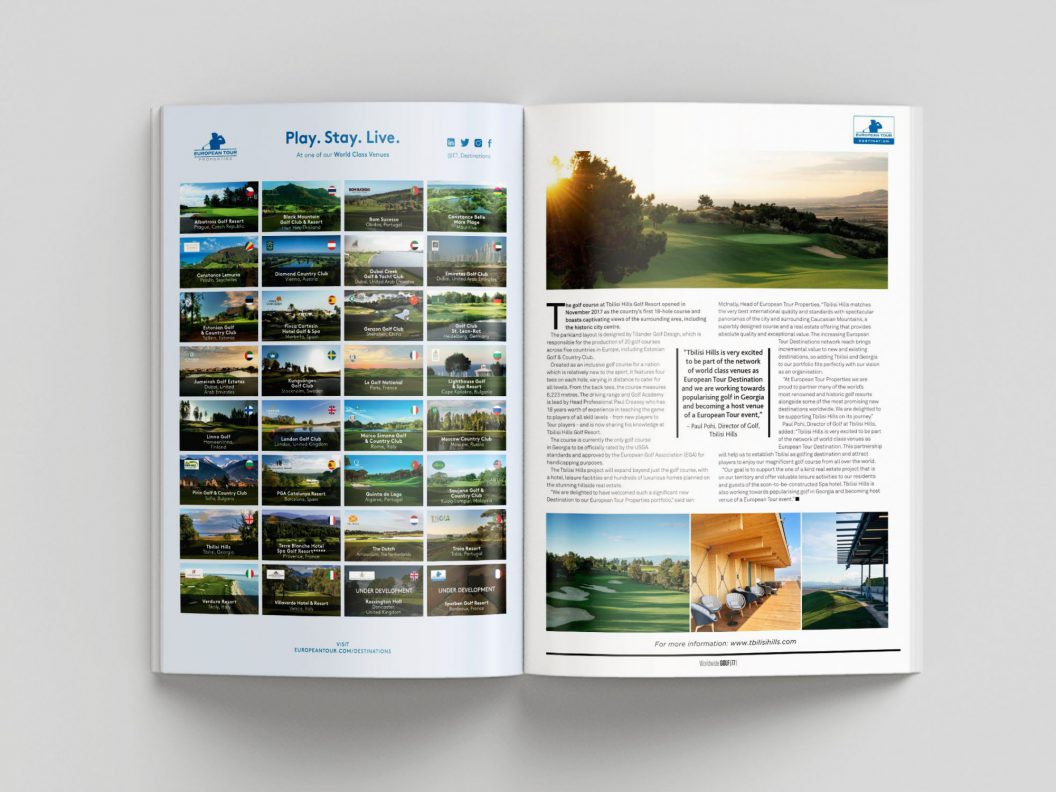 EUROPEAN TOUR
PROPERTIES
Play. Stay. Live.
At one of our World Class Venues
Albatross Golf Resort
Prague, Czech Republic
Black Mountain
Golf Club & Resort
Hua Hin, Thailand
Bom Sucesso
Obidos, Portugal
Constance Belle
Mare Plage
Mauritius
Constance Lemuria
Praslin, Seychelles
Diamond Country Club
Vienna, Austria
Dubai Creek
Golf & Yacht Club
Dubai, United Arab Emirates
Emirates Golf Club
Dubai, United Arab Emirates
Estonian Golf
& Country Club
Tallinn, Estonia
Finca Cortesin
Hotel Golf & Spa
Marbella, Spain
Genzon Golf Club
Golf Club
St. Leon-Rot
Heidelberg, Germany
Jumeirah Golf Estates
Dubai, United
Arab Emirates
Kungsängen
Golf Club
Stockholm, Sweden
Le Golf National
Paris, France
Lighthouse Golf
& Spa Resort
Cape Kaliakra, Bulgaria
Linna Golf
Hämeenlinna,
Finland
London Golf Club
London, United Kingdom
Marco Simone Golf
& Country Club
Rome, Italy
Moscow Country Club
Moscow, Russia
Pirin Golf & Country Club
Sofia, Bulgaria
PGA Catalunya Resort
Barcelona, Spain
Quinta do Lago
Algarve, Portugal
Saujana Golf &
Country Club
Kuala Lumpur, Malaysia
Tbilisi Hills
Tbilisi, Georgia
Terre Blanche Hotel
Spa Golf Resort*****
Provence, France
The Dutch
Amsterdam, The Netherlands
Troia Resort
Troia, Portugal
Verdura Resort
Sicily, Italy
Villaverde Hotel & Resort
Venice, Italy
UNDER DEVELOPMENT
Rossington Hall
Doncaster,
United Kingdom
UNDER DEVELOPMENT
Golf Resort
Bordeaux, France
VISIT
EUROPEANTOUR.COM/DESTINATIONS
EUROPEAN TOUR
DESTINATION
The golf course at Tbilisi Hills Golf Resort opened in
November 2017 as the country's first 18-hole course and
boasts captivating views of the surrounding area, including
the historic city centre.
The parkland layout is designed by Tilander Golf Design, which is
responsible for the production of 20 golf courses
across five countries in Europe, including Estonian
Golf & Country Club.
Created as an inclusive golf course for a nation
which is relatively new to the sport, it features four
tees on each hole, varying in distance to cater for
all levels. From the back tees, the course measures
6,223 metres. The driving range and Golf Academy
is lead by Head Professional, Paul Creasey who has
18 years worth of experience in teaching the game
to players of all skill levels - from new players to
Tour players - and is now sharing his knowledge at
Tbilisi Hills Golf Resort.
The course is currently the only golf course
in Georgia to be officially rated by the USGA
standards and approved by the European Golf Association (EGA) for
handicapping purposes.
The Tbilisi Hills project will expand beyond just the golf course, with
a hotel, leisure facilities and hundreds of luxurious homes planned on
the stunning hillside real estate.
"We are delighted to have welcomed such a significant new
Destination to our European Tour Properties portfolio," said Ian
"Tbilisi Hills is very excited
to be part of the network
of world class venues as
European Tour Destination
and we are working towards
popularising golf in Georgia
and becoming a host venue
of a European Tour event,"
– Paul Pohi, Director of Golf,
Tbilisi Hills
McInally, Head of European Tour Properties. "Tbilisi Hills matches
the very best international quality and standards with spectacular
panoramas of the city and surrounding Caucasian Mountains, a
superbly designed course and a real estate offering that provides
absolute quality and exceptional value. The increasing European
Tour Destinations network reach brings
incremental value to new and existing
destinations, so adding Tbilisi and Georgia
to our portfolio fits perfectly with our vision
as an organisation.
"At European Tour Properties we are
proud to partner many of the world's
most renowned and historic golf resorts
alongside some of the most promising new
destinations worldwide. We are delighted to
be supporting Tbilisi Hills on its journey."
Paul Pohi, Director of Golf at Tbilisi Hills,
added: "Tbilisi Hills is very excited to be part
of the network of world class venues as
European Tour Destination. This partnership
will help us to establish Tbilisi as golfing destination and attract
players to enjoy our magnificent golf course from all over the world.
"Our goal is to support the one of a kind real estate project that is
on our territory and offer valuable leisure activities to our residents
and guests of the soon-to-be-constructed Spa hotel. Tbilisi Hills is
also working towards popularising golf in Georgia and becoming host
venue of a European Tour event."
For more information: www.tbilisihills.com
Worldwide GOLF|77|